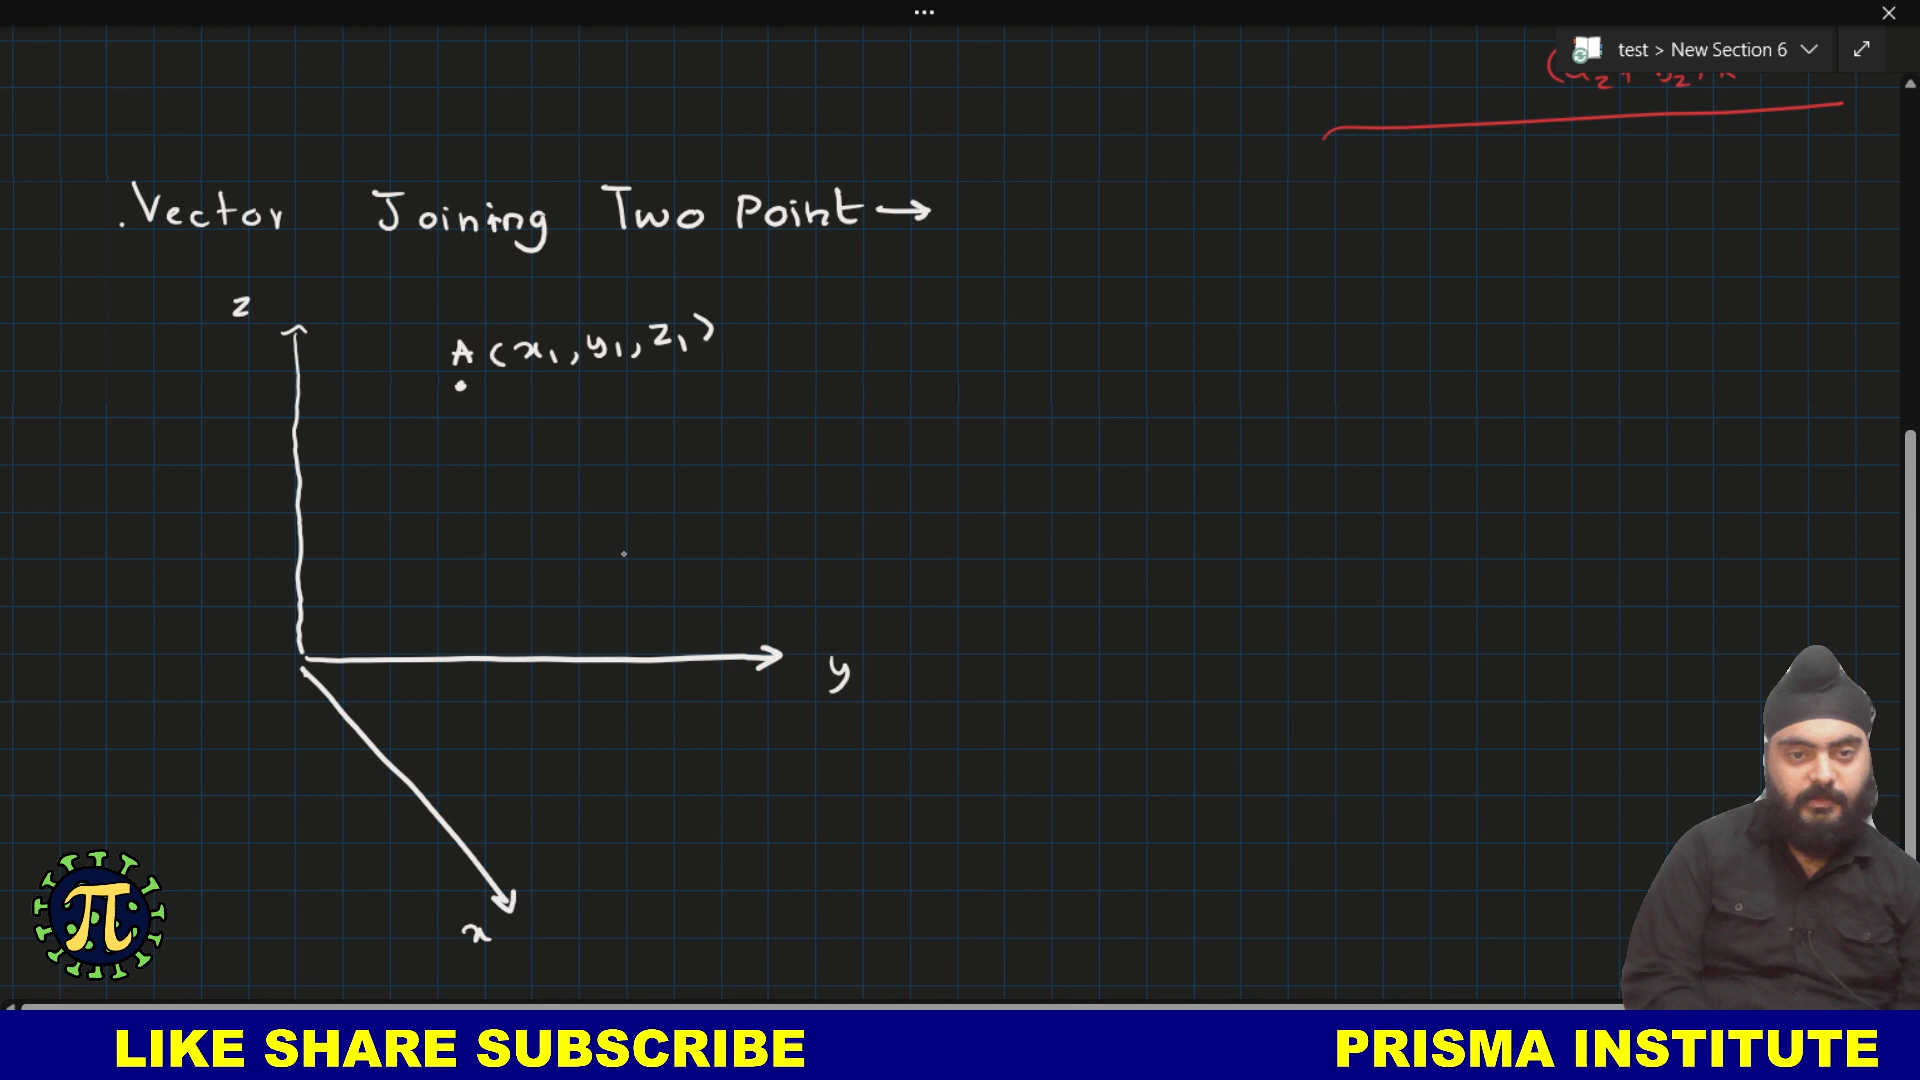 test > New Section 6
.Vector Joining Two Point →
z
A (x₁, y₁, z₁)
y
x
π
LIKE SHARE SUBSCRIBE
PRISMA INSTITUTE